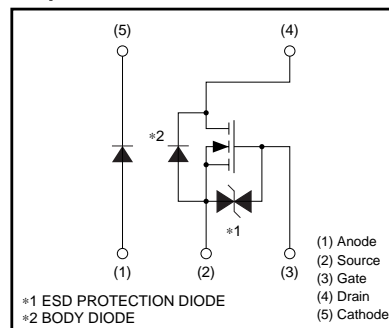 (5) (4)
∗2
∗1
(1) (2) (3)
(1) Anode
(2) Source
(3) Gate
(4) Drain
(5) Cathode
∗1 ESD PROTECTION DIODE
∗2 BODY DIODE